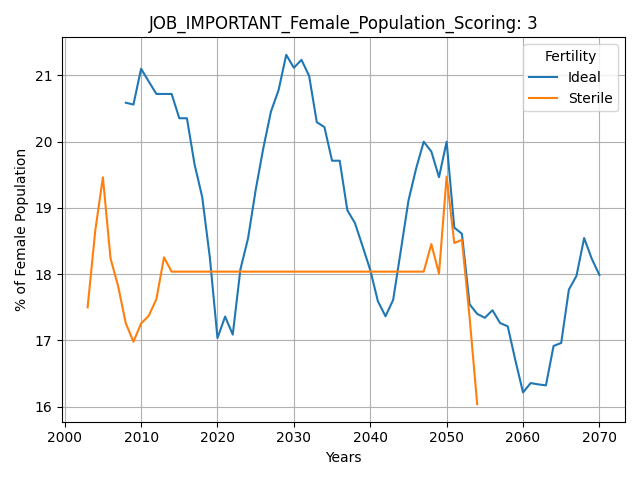 JOB_IMPORTANT_Female_Population_Scoring: 3
Fertility
Ideal
Sterile
% of Female Population
21
20
19
18
17
16
2000 2010 2020 2030 2040 2050 2060 2070
Years